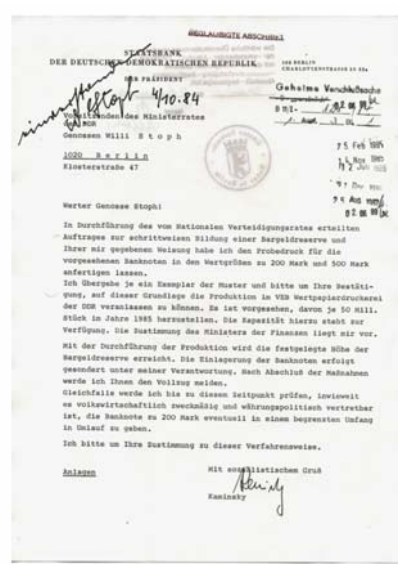 BEGLAUBIGTE ABSCHRIFT
STAATSBANK
DER DEUTSCHEN DEMOKRATISCHEN REPUBLIK
DER PRÄSIDENT
108 BERLIN
CHARLOTTENSTRASSE
Geheime Verschlußsache
einverstanden
Stoph 4/10.84
Vorsitzenden des Ministerrates
der DDR
Genossen Willi S t o p h
1020 B e r l i n
Klosterstraße 47
Werter Genosse Stoph!
In Durchführung des vom Nationalen Verteidigungsrates erteilten
Auftrages zur schrittweisen Bildung einer Bargeldreserve und
Ihrer mir gegebenen Weisung habe ich den Probedruck für die
vorgesehenen Banknoten in den Wertgrößen zu 200 Mark und 500 Mark
anfertigen lassen.
Ich übergebe je ein Exemplar der Muster und bitte um Ihre Bestäti-
gung, auf dieser Grundlage die Produktion im VEB Wertpapierdruckerei
der DDR veranlassen zu können. Es ist vorgesehen, davon je 50 Mill.
Stück im Jahre 1985 herzustellen. Die Kapazität hierzu steht zur
Verfügung. Die Zustimmung des Ministers der Finanzen liegt mir vor.
Mit der Durchführung der Produktion wird die festgelegte Höhe der
Bargeldreserve erreicht. Die Einlagerung der Banknoten erfolgt
gesondert unter meiner Verantwortung. Nach Abschluß der Maßnahmen
werde ich Ihnen den Vollzug melden.
Gleichfalls werde ich bis zu diesem Zeitpunkt prüfen, inwieweit
es volkswirtschaftlich zweckmäßig und währungspolitisch vertretbar
ist, die Banknote zu 200 Mark eventuell in einem begrenzten Umfang
in Umlauf zu geben.
Ich bitte um Ihre Zustimmung zu dieser Verfahrensweise.
Anlagen
Mit sozialistischem Gruß
Kaminsky